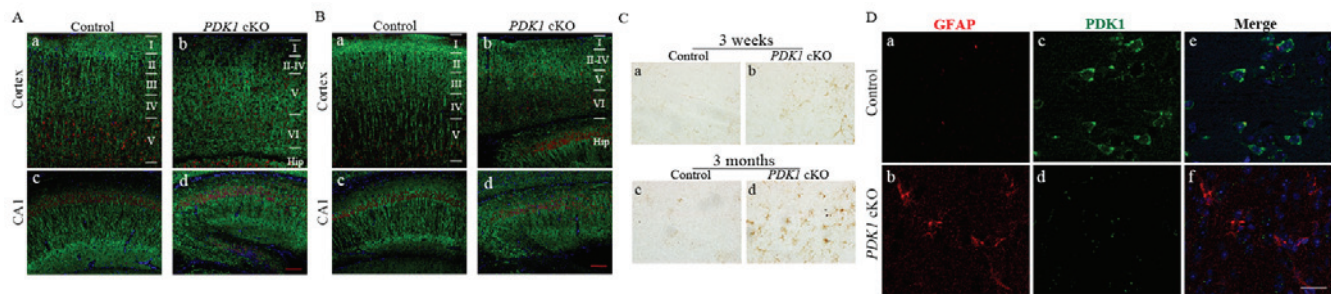 A
Control
PDK1 cKO
a
b
Cortex
I
II
III
IV
V
I
II-IV
V
VI
Hip
c
d
CA1
B
Control
PDK1 cKO
a
b
Cortex
I
II
III
IV
V
I
II-IV
V
VI
Hip
c
d
CA1
C
3 weeks
Control
PDK1 cKO
a
b
3 months
Control
PDK1 cKO
c
d
D
GFAP
PDK1
Merge
a
c
e
Control
b
d
f
PDK1 cKO